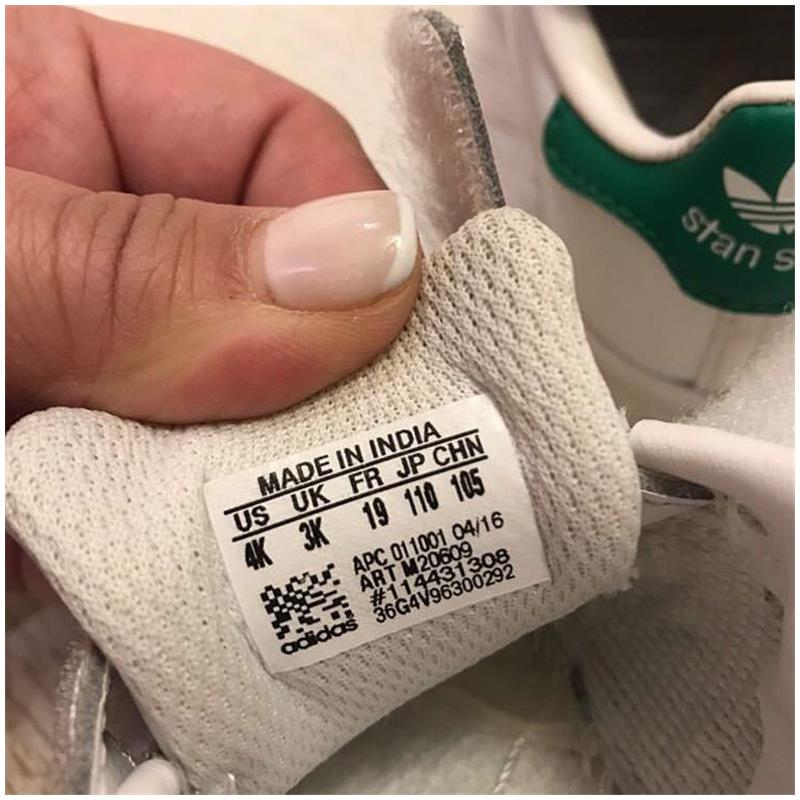 stan s
MADE IN INDIA
US UK FR JP CHN
4K 3K 19 110 105
APC 011001 04/16
ART M20609
#114431308
36G4V96300292
adidas